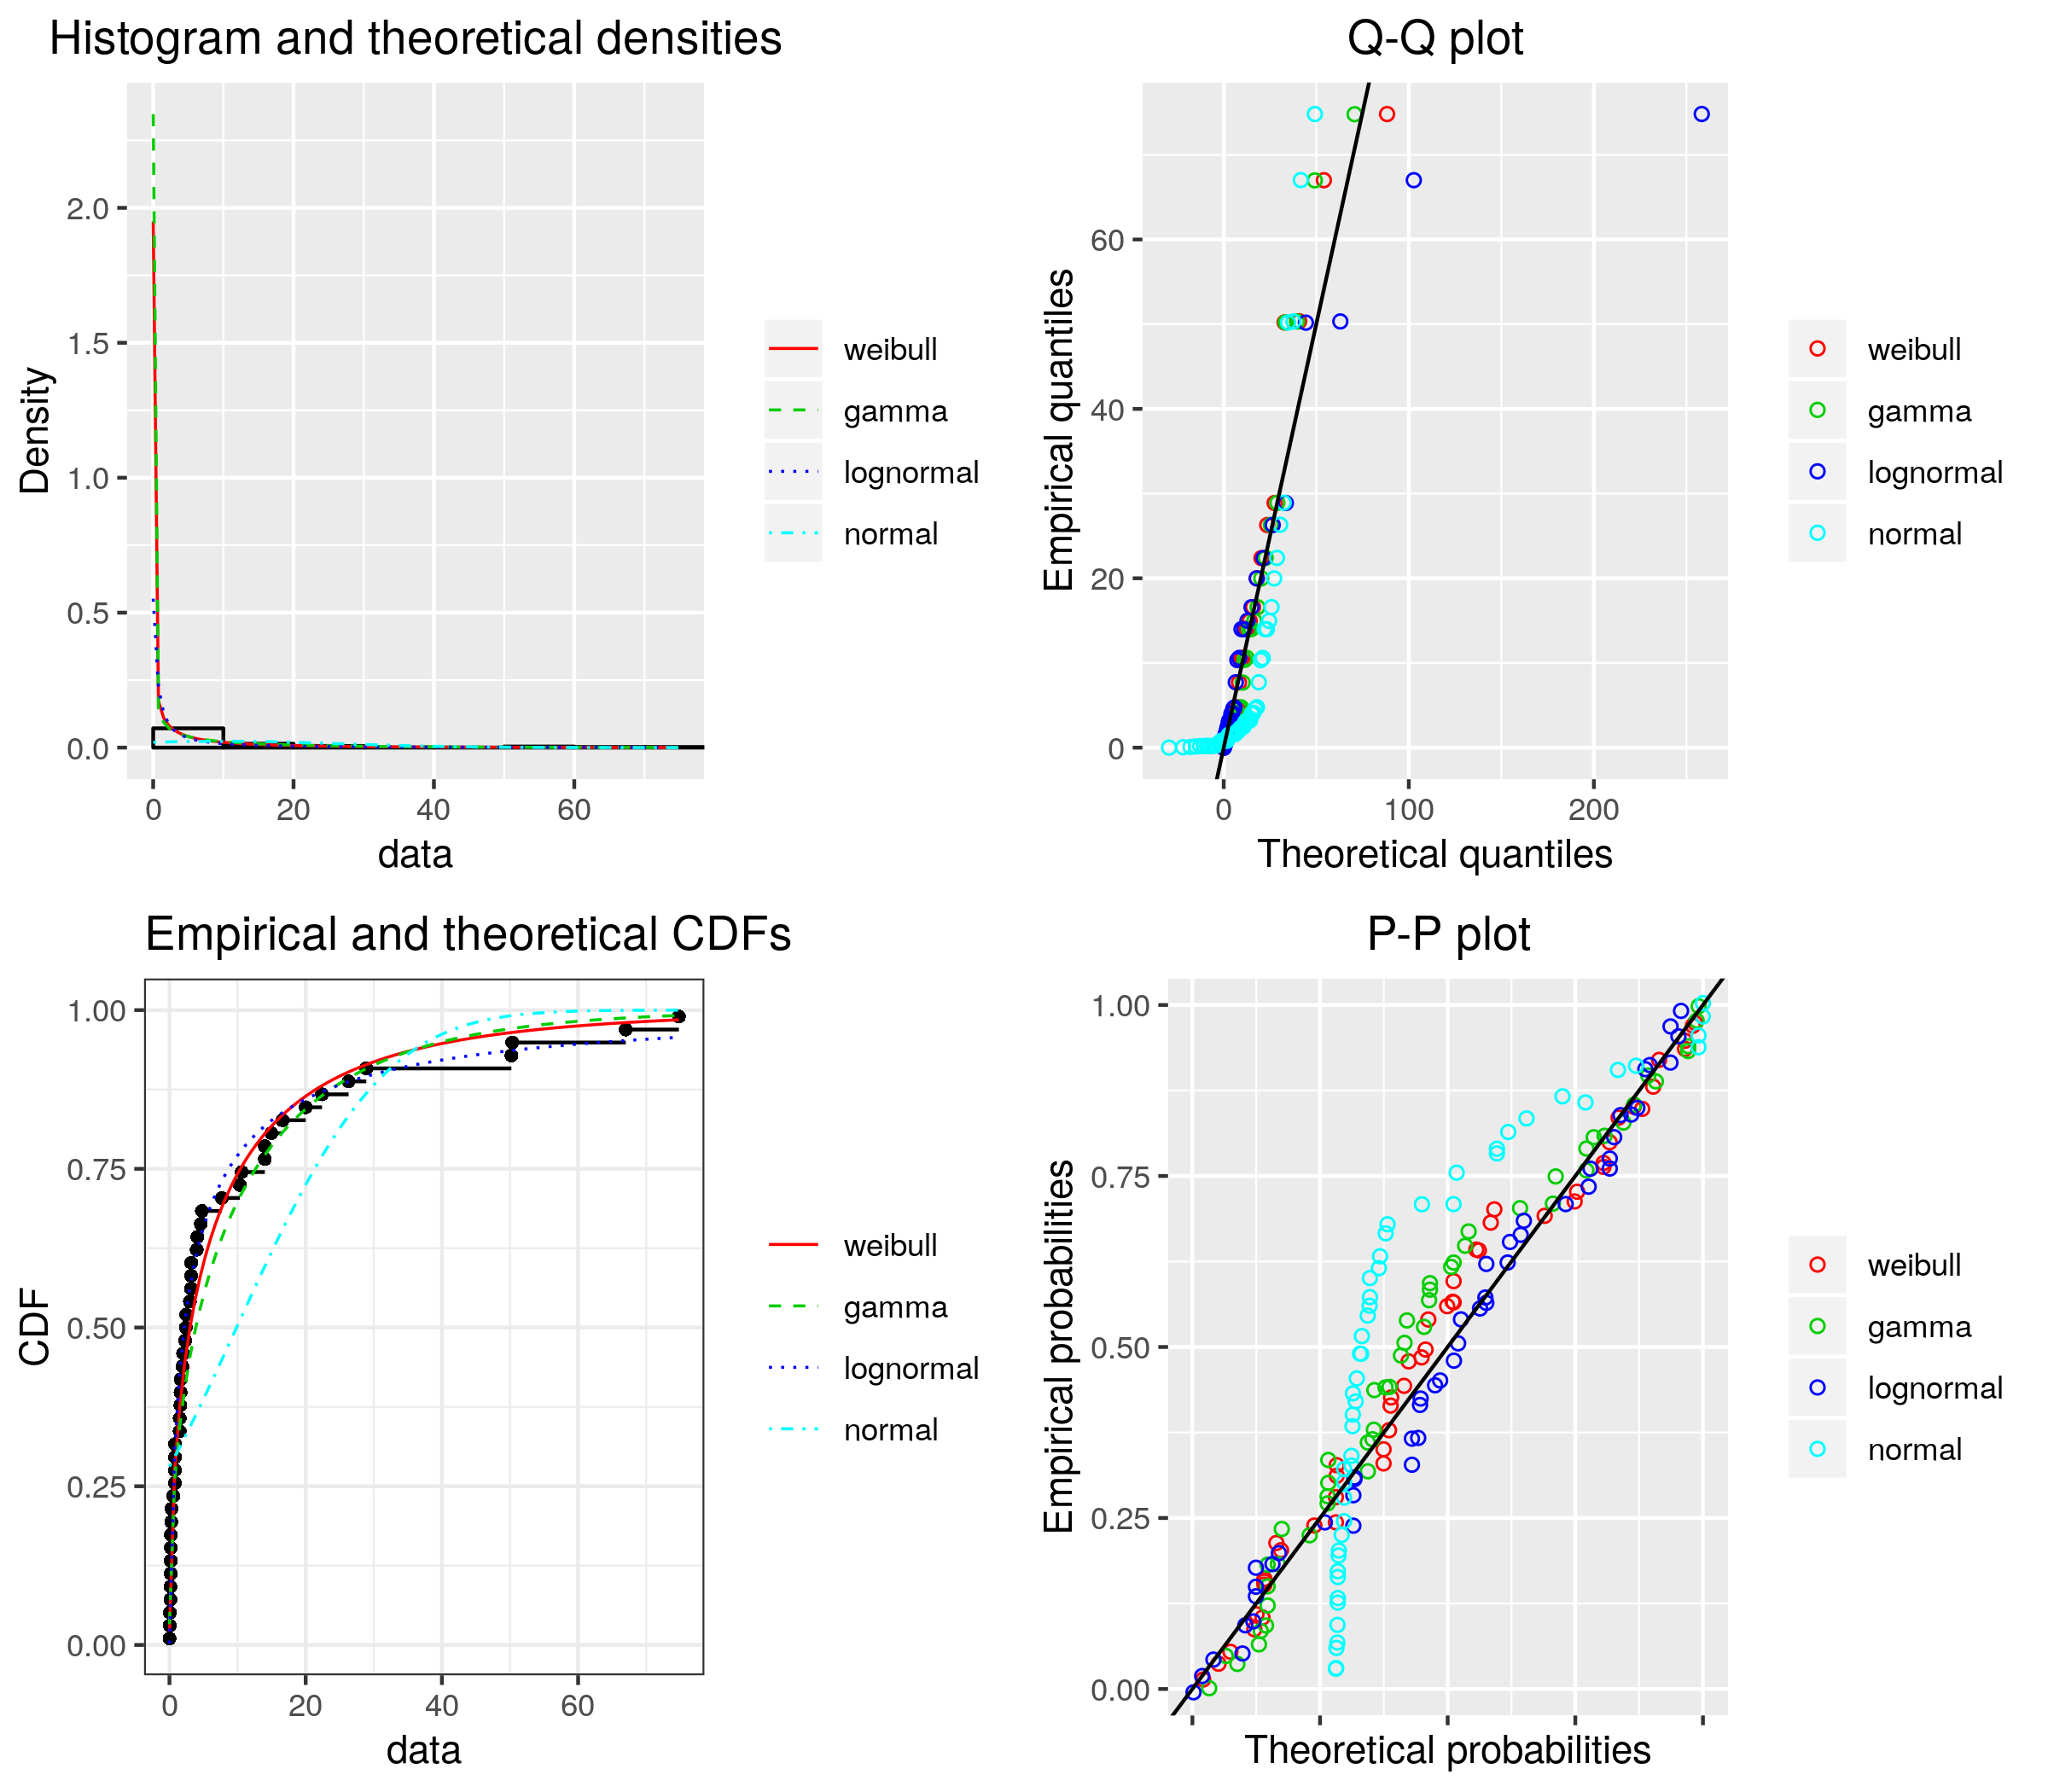 Histogram and theoretical densities
Density
2.0
1.5
1.0
0.5
0.0
0 20 40 60
data
weibull
gamma
lognormal
normal
Q-Q plot
Empirical quantiles
60
40
20
0
0 100 200
Theoretical quantiles
weibull
gamma
lognormal
normal
Empirical and theoretical CDFs
CDF
1.00
0.75
0.50
0.25
0.00
0 20 40 60
data
weibull
gamma
lognormal
normal
P-P plot
Empirical probabilities
1.00
0.75
0.50
0.25
0.00
Theoretical probabilities
weibull
gamma
lognormal
normal